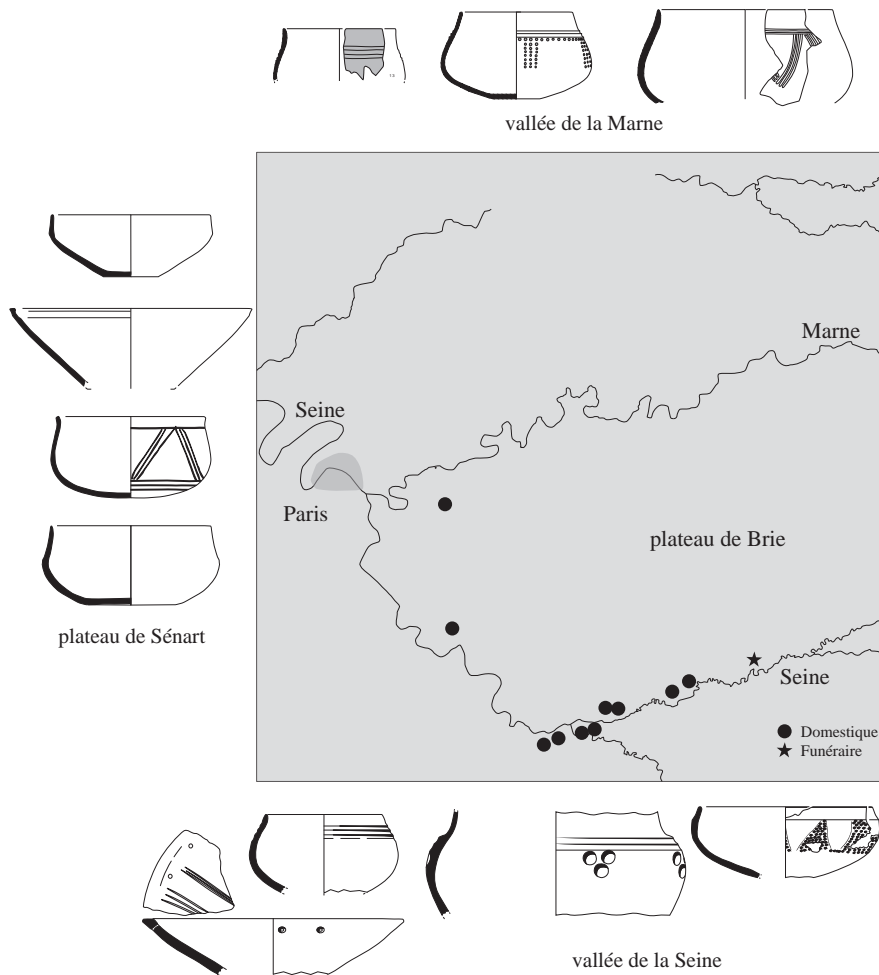 vallée de la Marne
Marne
Seine
Paris
plateau de Brie
plateau de Sénart
Seine
Domestique
Funéraire
vallée de la Seine